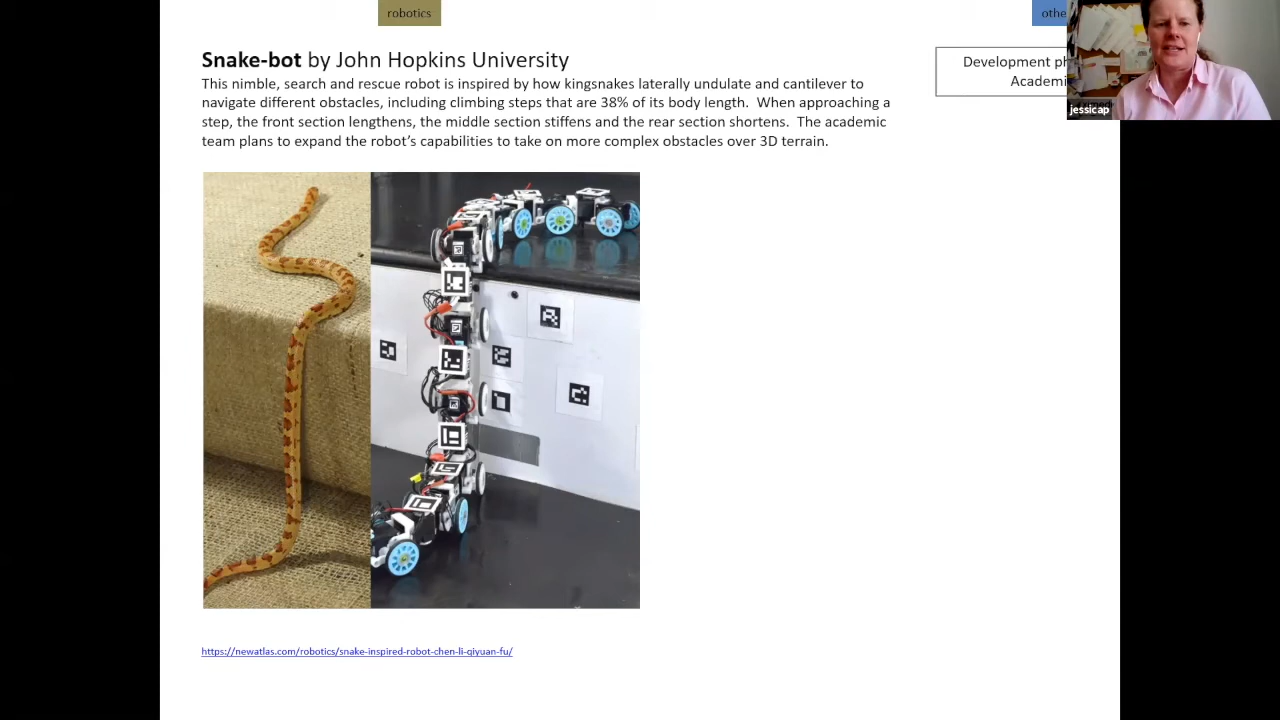 robotics
othe
Snake-bot by John Hopkins University
This nimble, search and rescue robot is inspired by how kingsnakes laterally undulate and cantilever to
navigate different obstacles, including climbing steps that are 38% of its body length.  When approaching a
step, the front section lengthens, the middle section stiffens and the rear section shortens.  The academic
team plans to expand the robot's capabilities to take on more complex obstacles over 3D terrain.
Development ph
Academi
jessicap
https://newatlas.com/robotics/snake-inspired-robot-chen-li-qiyuan-fu/